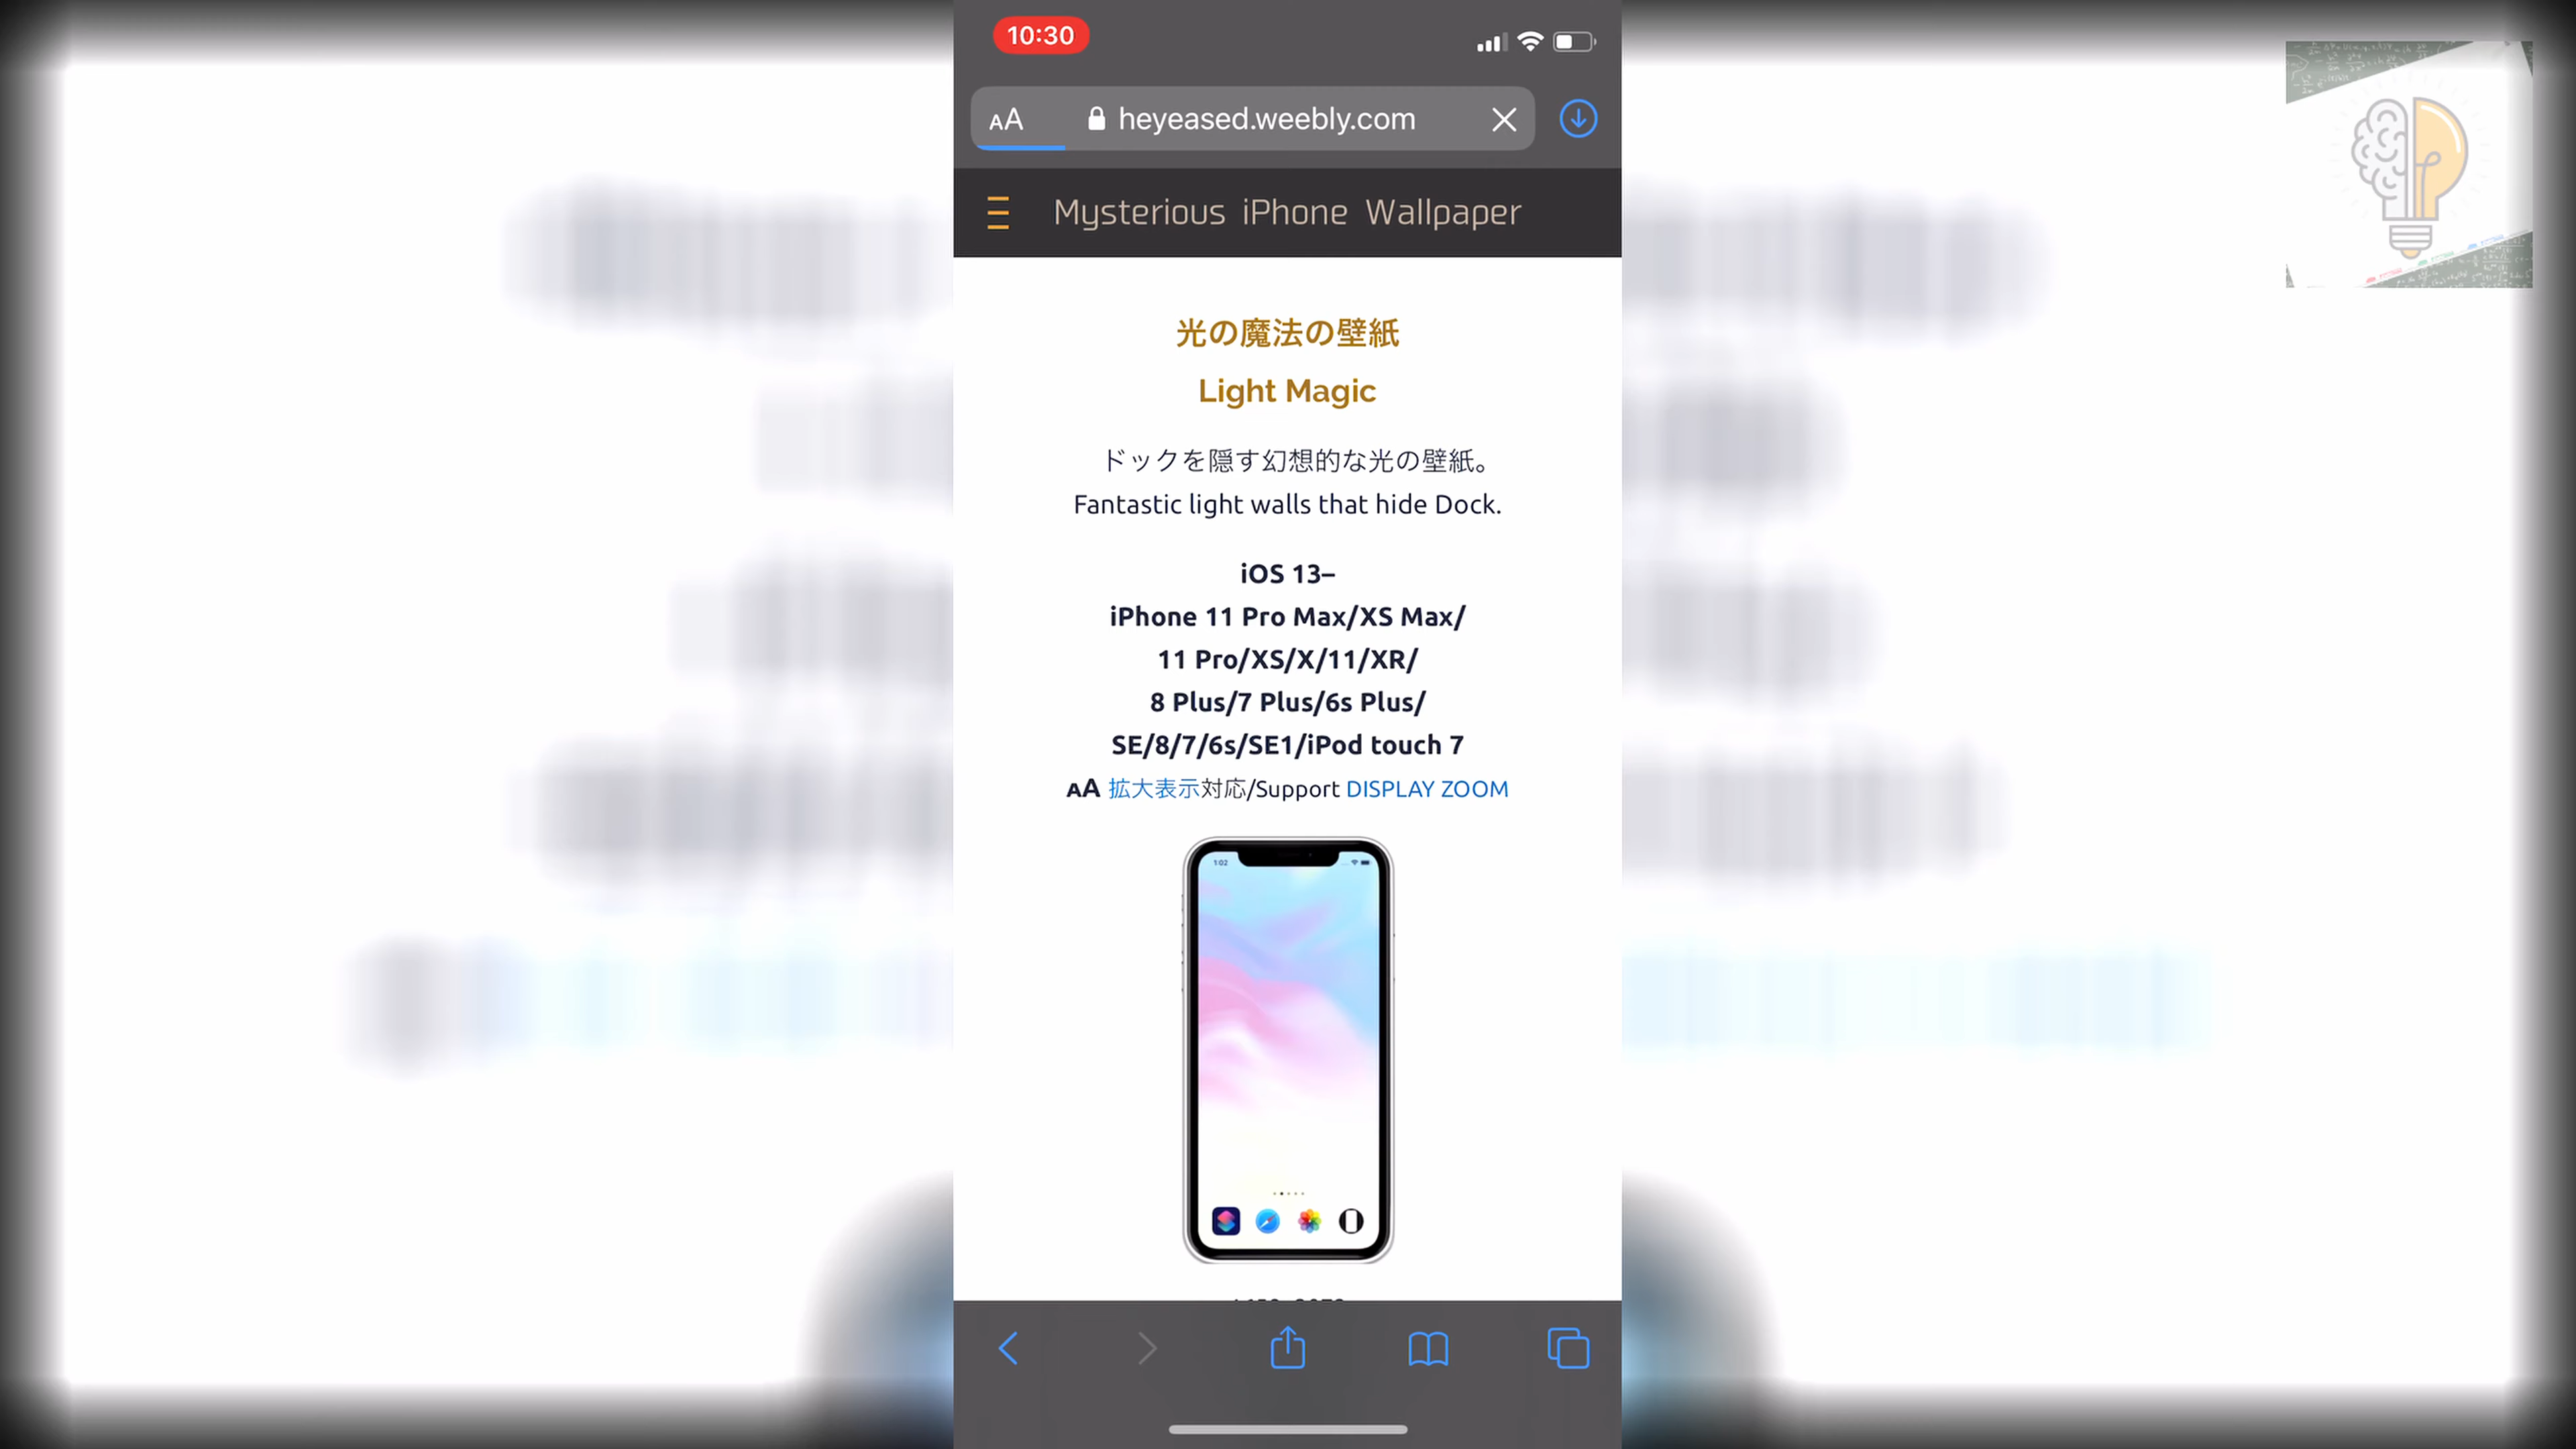 10:30
AA heyeased.weebly.com
Mysterious iPhone Wallpaper
光の魔法の壁紙
Light Magic
ドックを隠す幻想的な光の壁紙。
Fantastic light walls that hide Dock.
iOS 13–
iPhone 11 Pro Max/XS Max/
11 Pro/XS/X/11/XR/
8 Plus/7 Plus/6s Plus/
SE/8/7/6s/SE1/iPod touch 7
AA 拡大表示対応/Support DISPLAY ZOOM
1:02